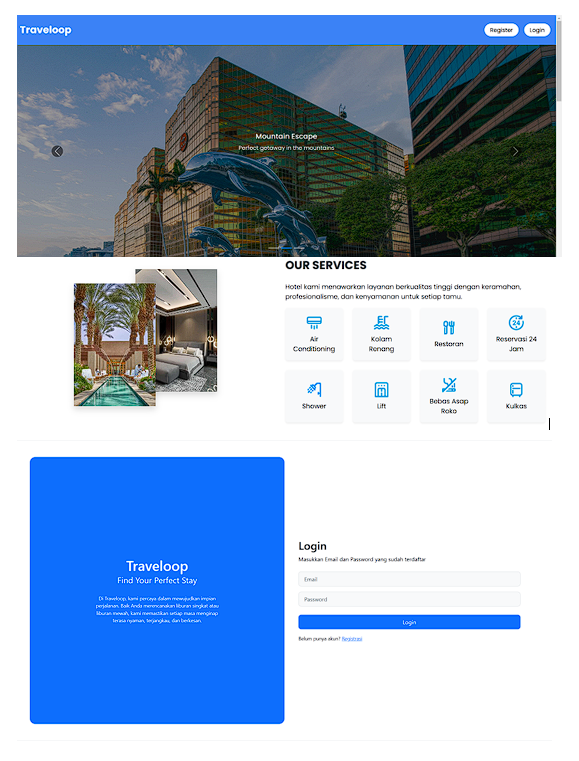 Traveloop
Register
Login
Mountain Escape
Perfect getaway in the mountains
OUR SERVICES
Hotel kami menawarkan layanan berkualitas tinggi dengan keramahan,
profesionalisme, dan kenyamanan untuk setiap tamu.
Air
Conditioning
Kolam
Renang
Restoran
24
Reservasi 24
Jam
Shower
Lift
Bebas Asap
Roko
Kulkas
Traveloop
Find Your Perfect Stay
Di Traveloop, kami percaya dalam mewujudkan impian
perjalanan. Baik Anda merencanakan liburan singkat atau
liburan mewah, kami memastikan setiap masa menginap
terasa nyaman, terjangkau, dan berkesan.
Login
Masukkan Email dan Password yang sudah terdaftar
Email
Password
Login
Belum punya akun? Registrasi